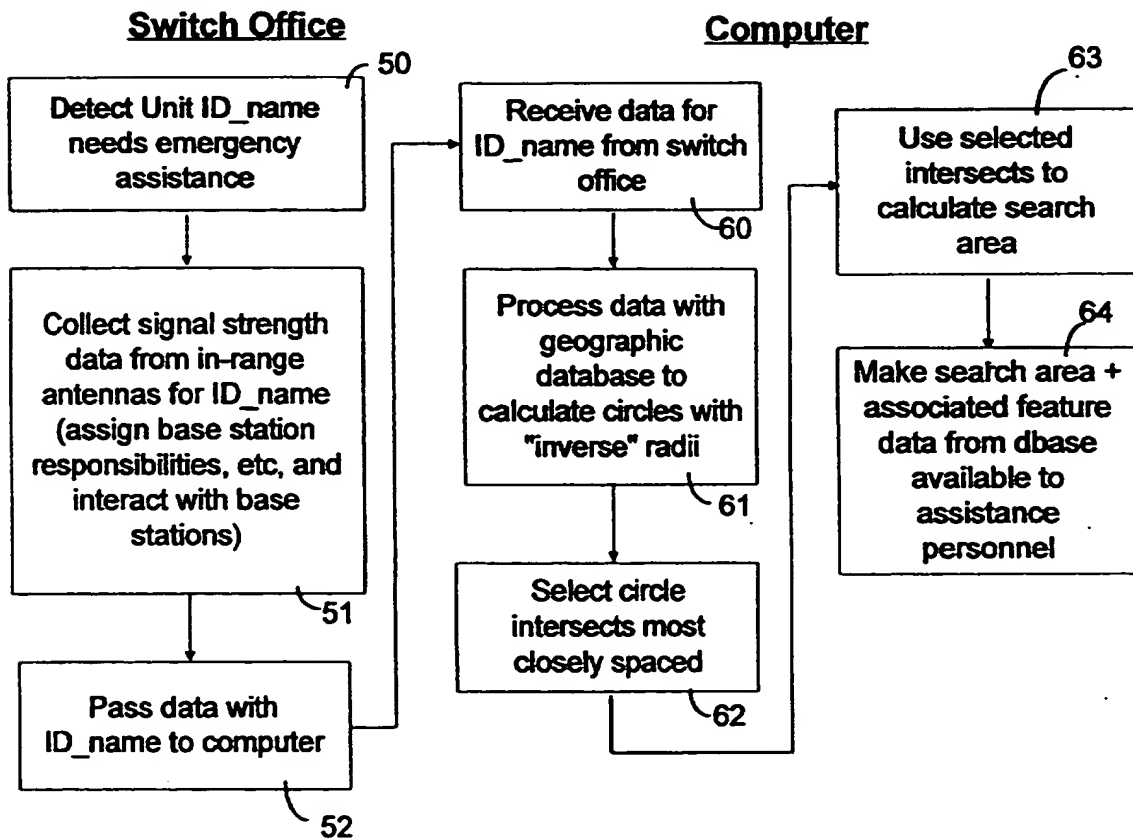 Switch Office
50
Detect Unit ID_name
needs emergency
assistance
Collect signal strength
data from in-range
antennas for ID_name
(assign base station
responsibilities, etc, and
interact with base
stations)
51
Pass data with
ID_name to computer
52
Computer
Receive data for
ID_name from switch
office
60
Process data with
geographic
database to
calculate circles with
"inverse" radii
61
Select circle
intersects most
closely spaced
62
63
Use selected
intersects to
calculate search
area
64
Make search area +
associated feature
data from dbase
available to
assistance
personnel